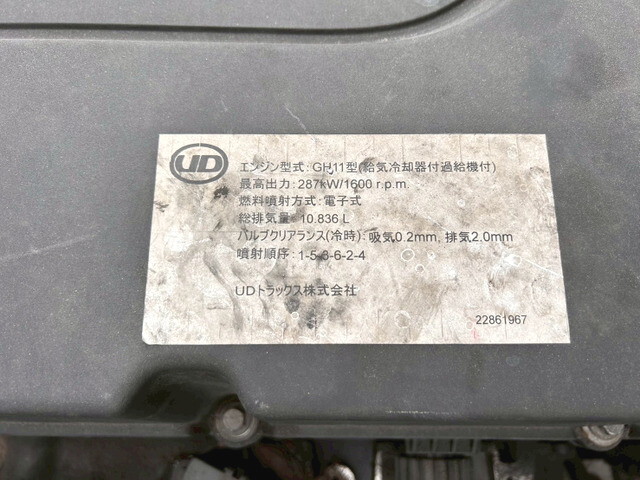 UD
エンジン型式: GH11型(給気冷却器付過給機付)
最高出力: 287kW/1600 r.p.m.
燃料噴射方式: 電子式
総排気量: 10.836 L
バルブクリアランス(冷時): 吸気0.2mm, 排気2.0mm
噴射順序: 1-5-3-6-2-4
UDトラックス株式会社
22861967